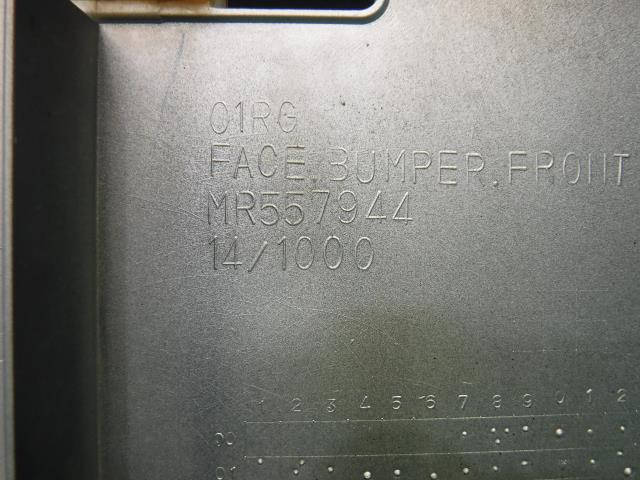 01RG
FACE, BUMPER, FRONT
MR557944
14/1000
1 2 3 4 5 6 7 8 9 0 1 2
00
01